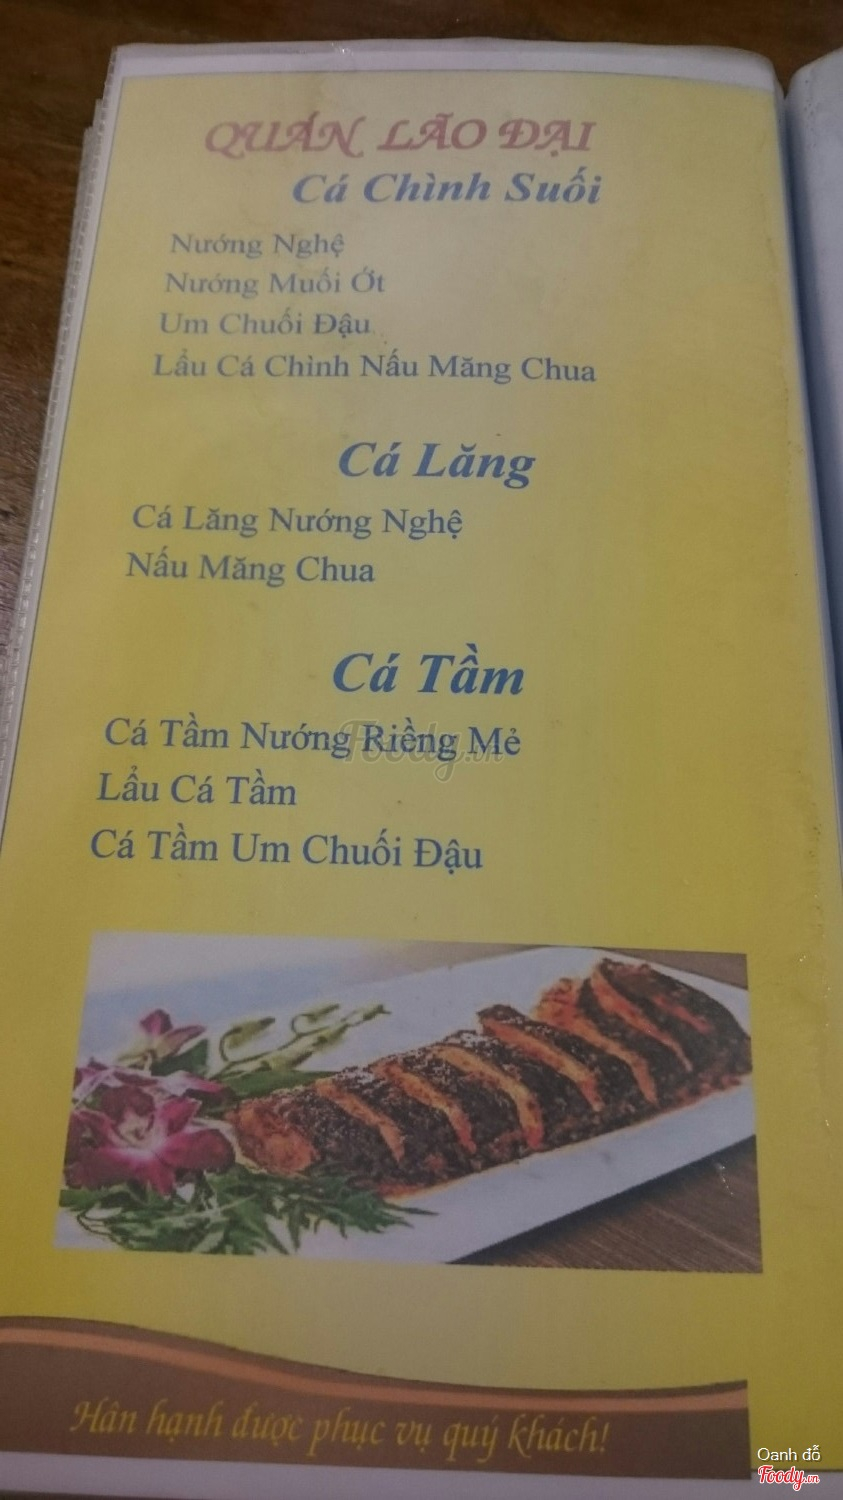 QUÁN LÃO ĐẠI
Cá Chình Suối
Nướng Nghệ
Nướng Muối Ớt
Um Chuối Đậu
Lẩu Cá Chình Nấu Măng Chua
Cá Lăng
Cá Lăng Nướng Nghệ
Nấu Măng Chua
Cá Tầm
Cá Tầm Nướng Riềng Mẻ
Foody.vn
Lẩu Cá Tầm
Cá Tầm Um Chuối Đậu
Hân hạnh được phục vụ quý khách!
Oanh đỗ
Foody.vn